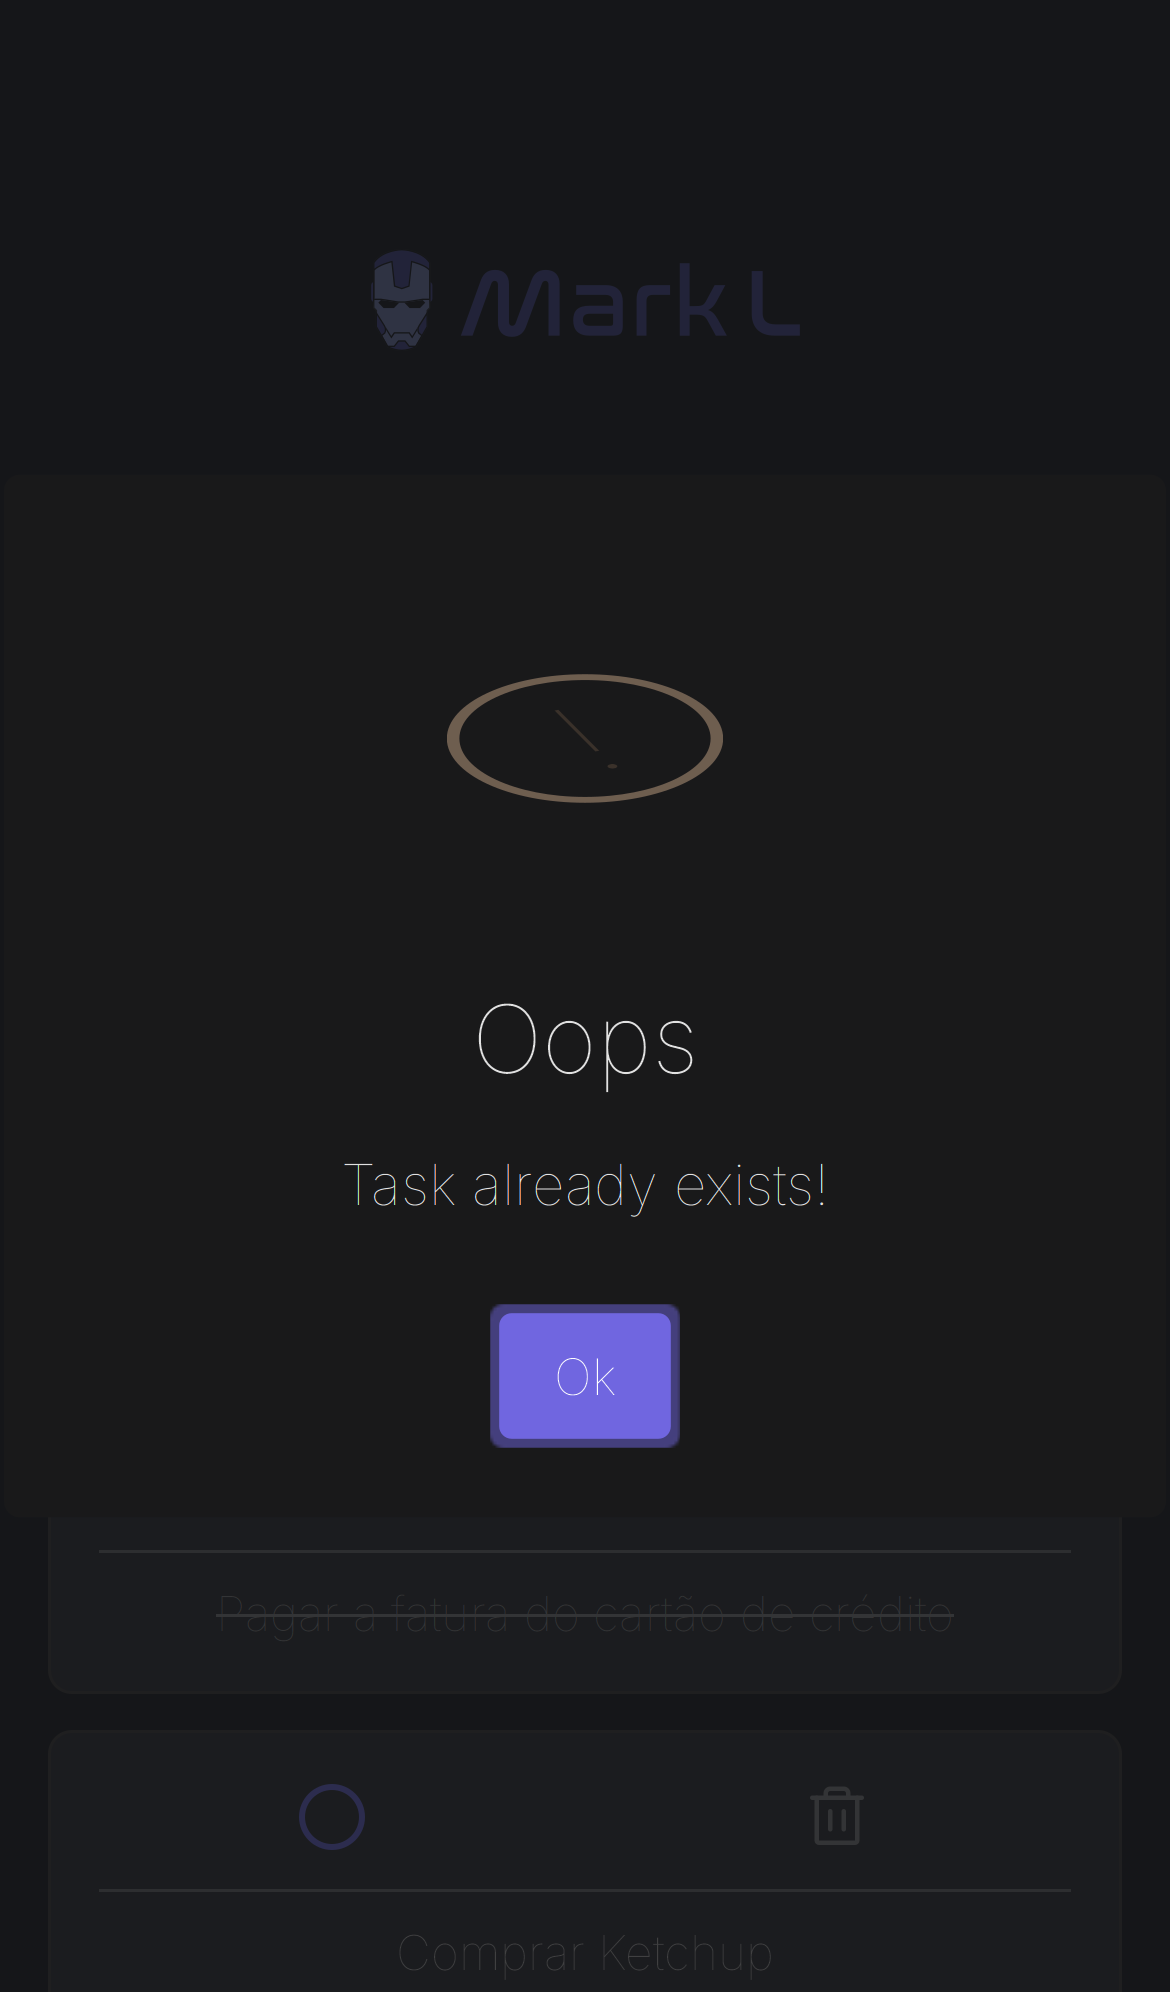 Mark L
Oops
Task already exists!
Ok
Pagar a fatura do cartão de crédito
Comprar Ketchup